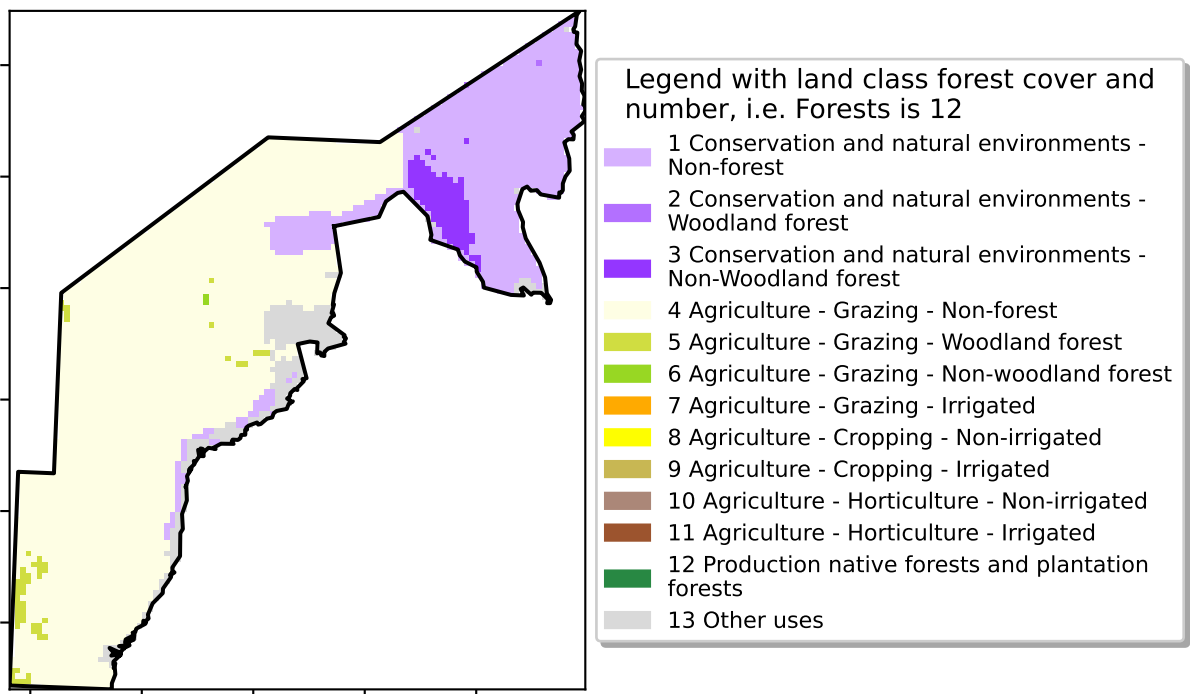 Legend with land class forest cover and
number, i.e. Forests is 12
1 Conservation and natural environments -
Non-forest
2 Conservation and natural environments -
Woodland forest
3 Conservation and natural environments -
Non-Woodland forest
4 Agriculture - Grazing - Non-forest
5 Agriculture - Grazing - Woodland forest
6 Agriculture - Grazing - Non-woodland forest
7 Agriculture - Grazing - Irrigated
8 Agriculture - Cropping - Non-irrigated
9 Agriculture - Cropping - Irrigated
10 Agriculture - Horticulture - Non-irrigated
11 Agriculture - Horticulture - Irrigated
12 Production native forests and plantation
forests
13 Other uses